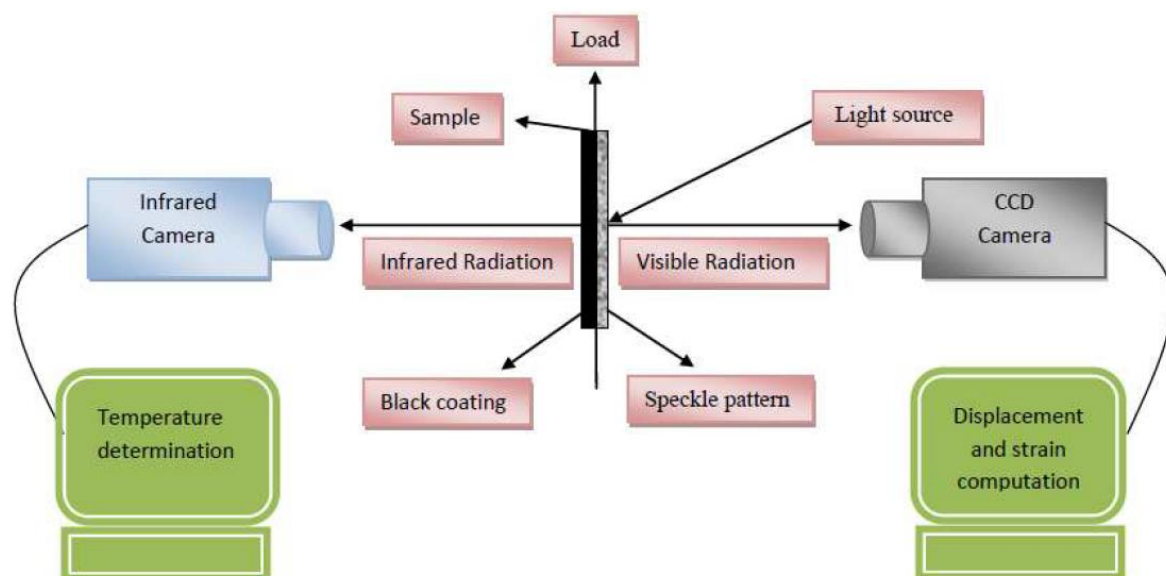 Load
Sample
Light source
Infrared
Camera
CCD
Camera
Infrared Radiation
Visible Radiation
Black coating
Speckle pattern
Temperature
determination
Displacement
and strain
computation